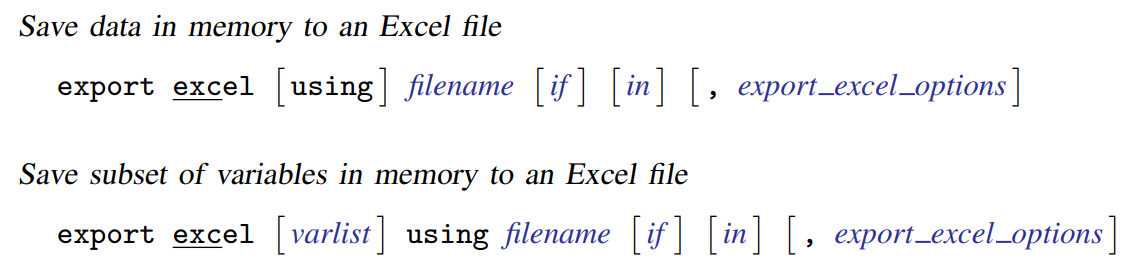 Save data in memory to an Excel file
export excel [using] filename [if] [in] [, export_excel_options]
Save subset of variables in memory to an Excel file
export excel [varlist] using filename [if] [in] [, export_excel_options]